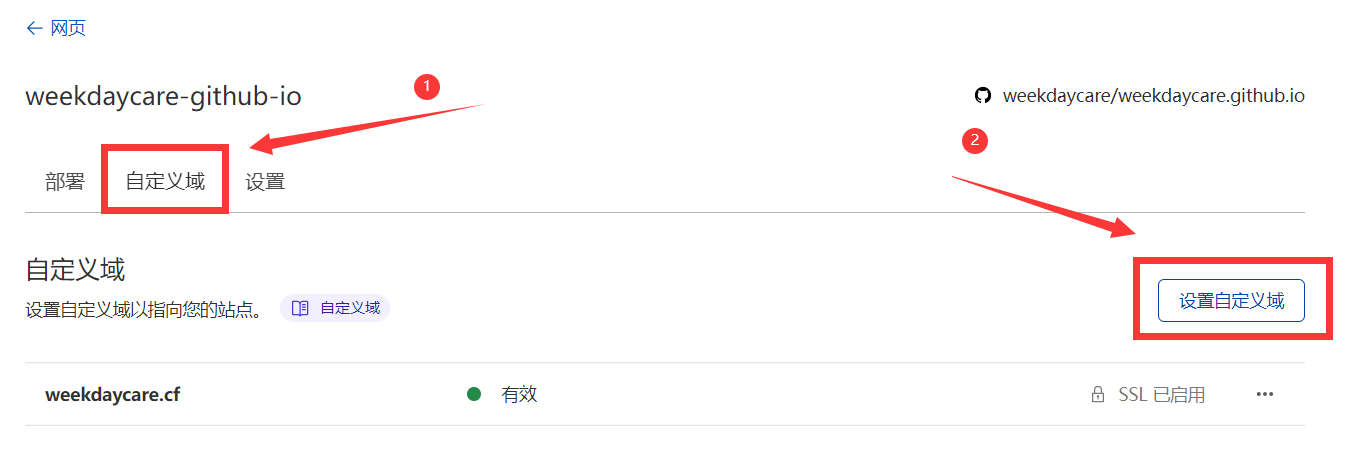 ← 网页
weekdaycare-github-io
1
weekdaycare/weekdaycare.github.io
2
部署 自定义域 设置
自定义域
设置自定义域以指向您的站点。 自定义域
设置自定义域
weekdaycare.cf 有效 SSL 已启用 ···